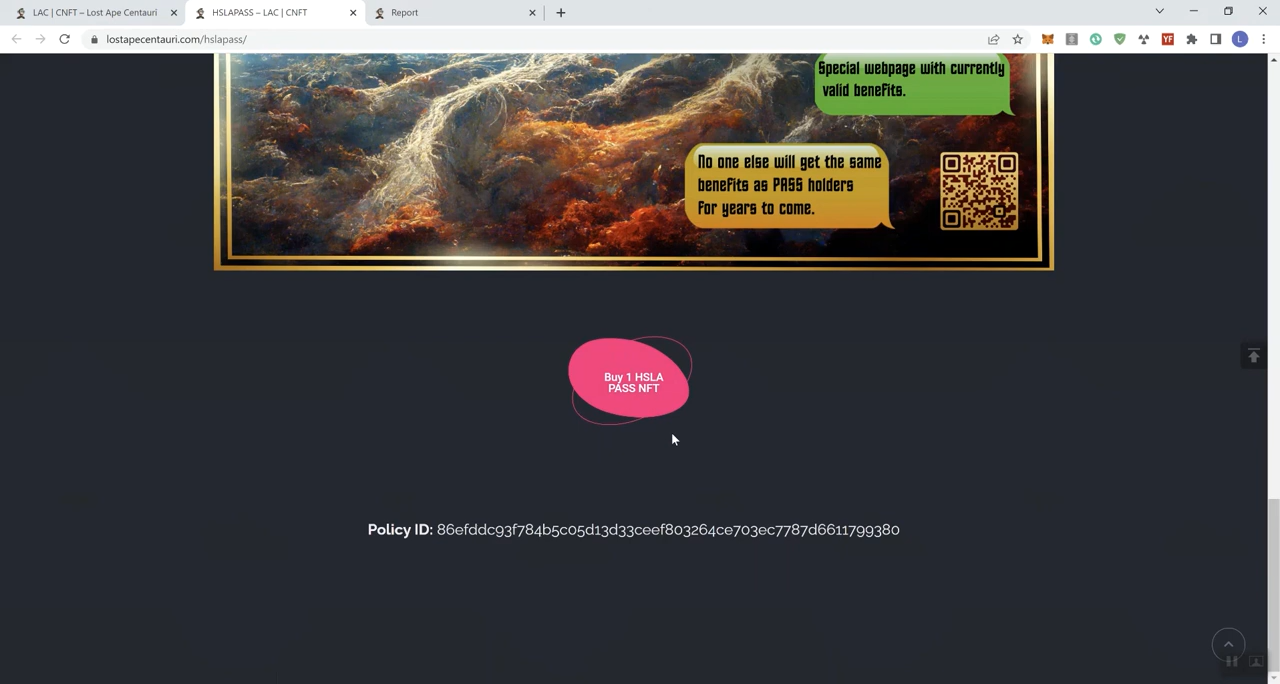 LAC | CNFT – Lost Ape Centauri
HSLAPASS – LAC | CNFT
Report
lostapecentauri.com/hslapass/
YF
L
Special webpage with currently
valid benefits.
No one else will get the same
benefits as PASS holders
for years to come.
Buy 1 HSLA
PASS NFT
Policy ID: 86efddc93f784b5c05d13d33ceef803264ce703ec7787d6611799380